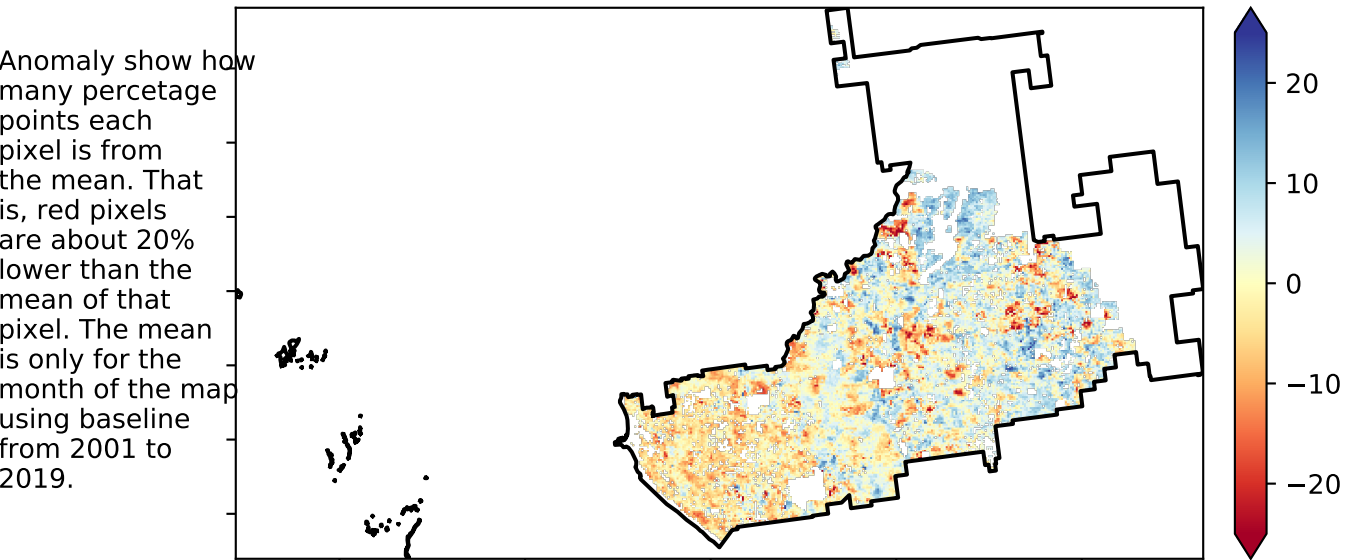 Anomaly show how
many percetage
points each
pixel is from
the mean. That
is, red pixels
are about 20%
lower than the
mean of that
pixel. The mean
is only for the
month of the map
using baseline
from 2001 to
2019.
20
10
0
−10
−20